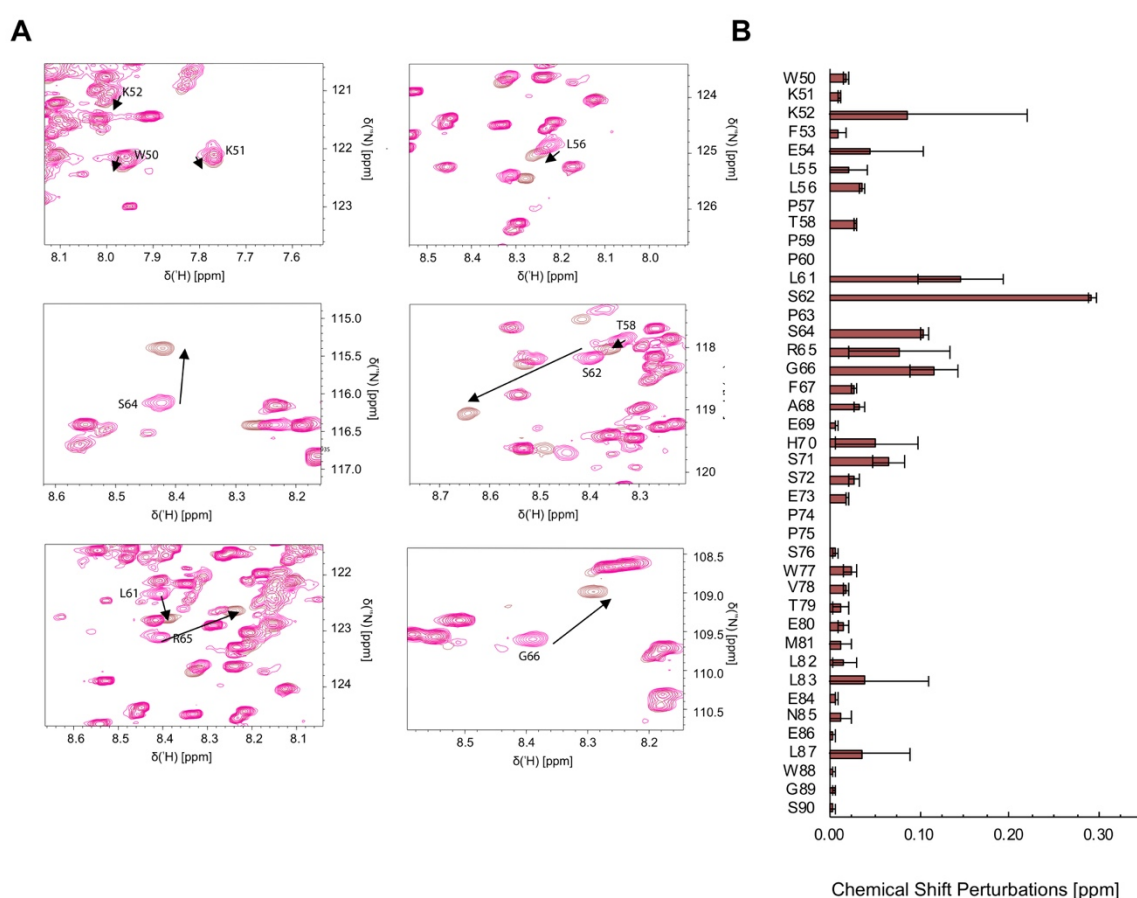 A
B
121
122
123
K52
W50
K51
δ(¹⁵N) [ppm]
8.1 8.0 7.9 7.8 7.7 7.6
δ(¹H) [ppm]
124
125
126
L56
δ(¹⁵N) [ppm]
8.5 8.4 8.3 8.2 8.1 8.0
δ(¹H) [ppm]
115.0
115.5
116.0
116.5
117.0
S64
δ(¹⁵N) [ppm]
8.6 8.5 8.4 8.3 8.2
δ(¹H) [ppm]
118
119
120
T58
S62
δ(¹⁵N) [ppm]
8.7 8.6 8.5 8.4 8.3
δ(¹H) [ppm]
122
123
124
L61
R65
δ(¹⁵N) [ppm]
8.6 8.5 8.4 8.3 8.2 8.1
δ(¹H) [ppm]
108.5
109.0
109.5
110.0
110.5
G66
δ(¹⁵N) [ppm]
8.5 8.4 8.3 8.2
δ(¹H) [ppm]
W50
K51
K52
F53
E54
L55
L56
P57
T58
P59
P60
L61
S62
P63
S64
R65
G66
F67
A68
E69
H70
S71
S72
E73
P74
P75
S76
W77
V78
T79
E80
M81
L82
L83
E84
N85
E86
L87
W88
G89
S90
0.00 0.10 0.20 0.30
Chemical Shift Perturbations [ppm]